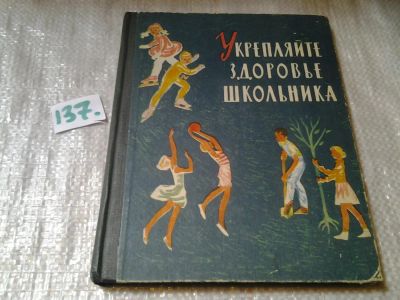 Укрепляйте
здоровье
школьника
137.